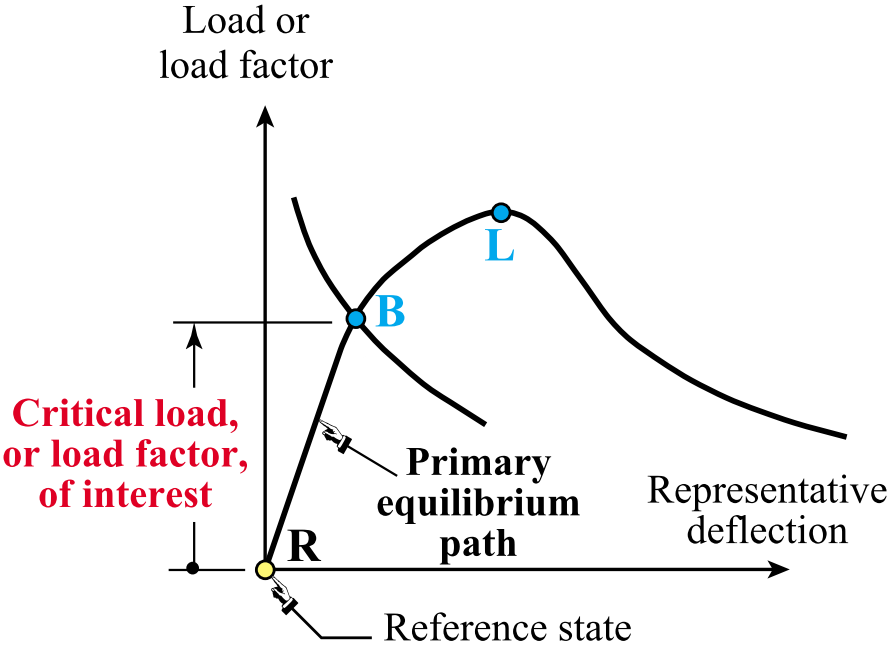 Load or
load factor
L
B
Critical load,
or load factor,
of interest
Primary
equilibrium
path
Representative
deflection
R
Reference state